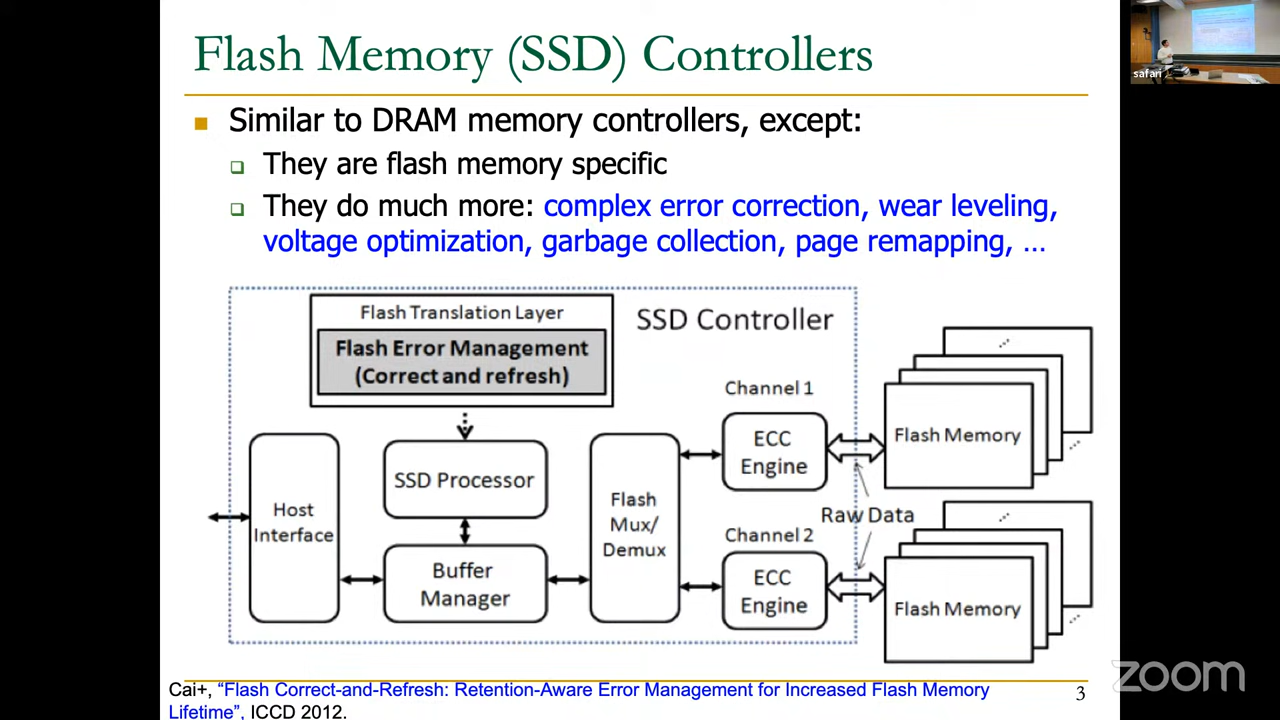 Flash Memory (SSD) Controllers
safari
Similar to DRAM memory controllers, except:
They are flash memory specific
They do much more: complex error correction, wear leveling,
voltage optimization, garbage collection, page remapping, …
Flash Translation Layer
Flash Error Management
(Correct and refresh)
SSD Controller
Channel 1
ECC
Engine
Flash Memory
SSD Processor
Host
Interface
Flash
Mux/
Demux
Raw Data
Channel 2
Buffer
Manager
ECC
Engine
Flash Memory
zoom
Cai+, “Flash Correct-and-Refresh: Retention-Aware Error Management for Increased Flash Memory
Lifetime”, ICCD 2012.
3